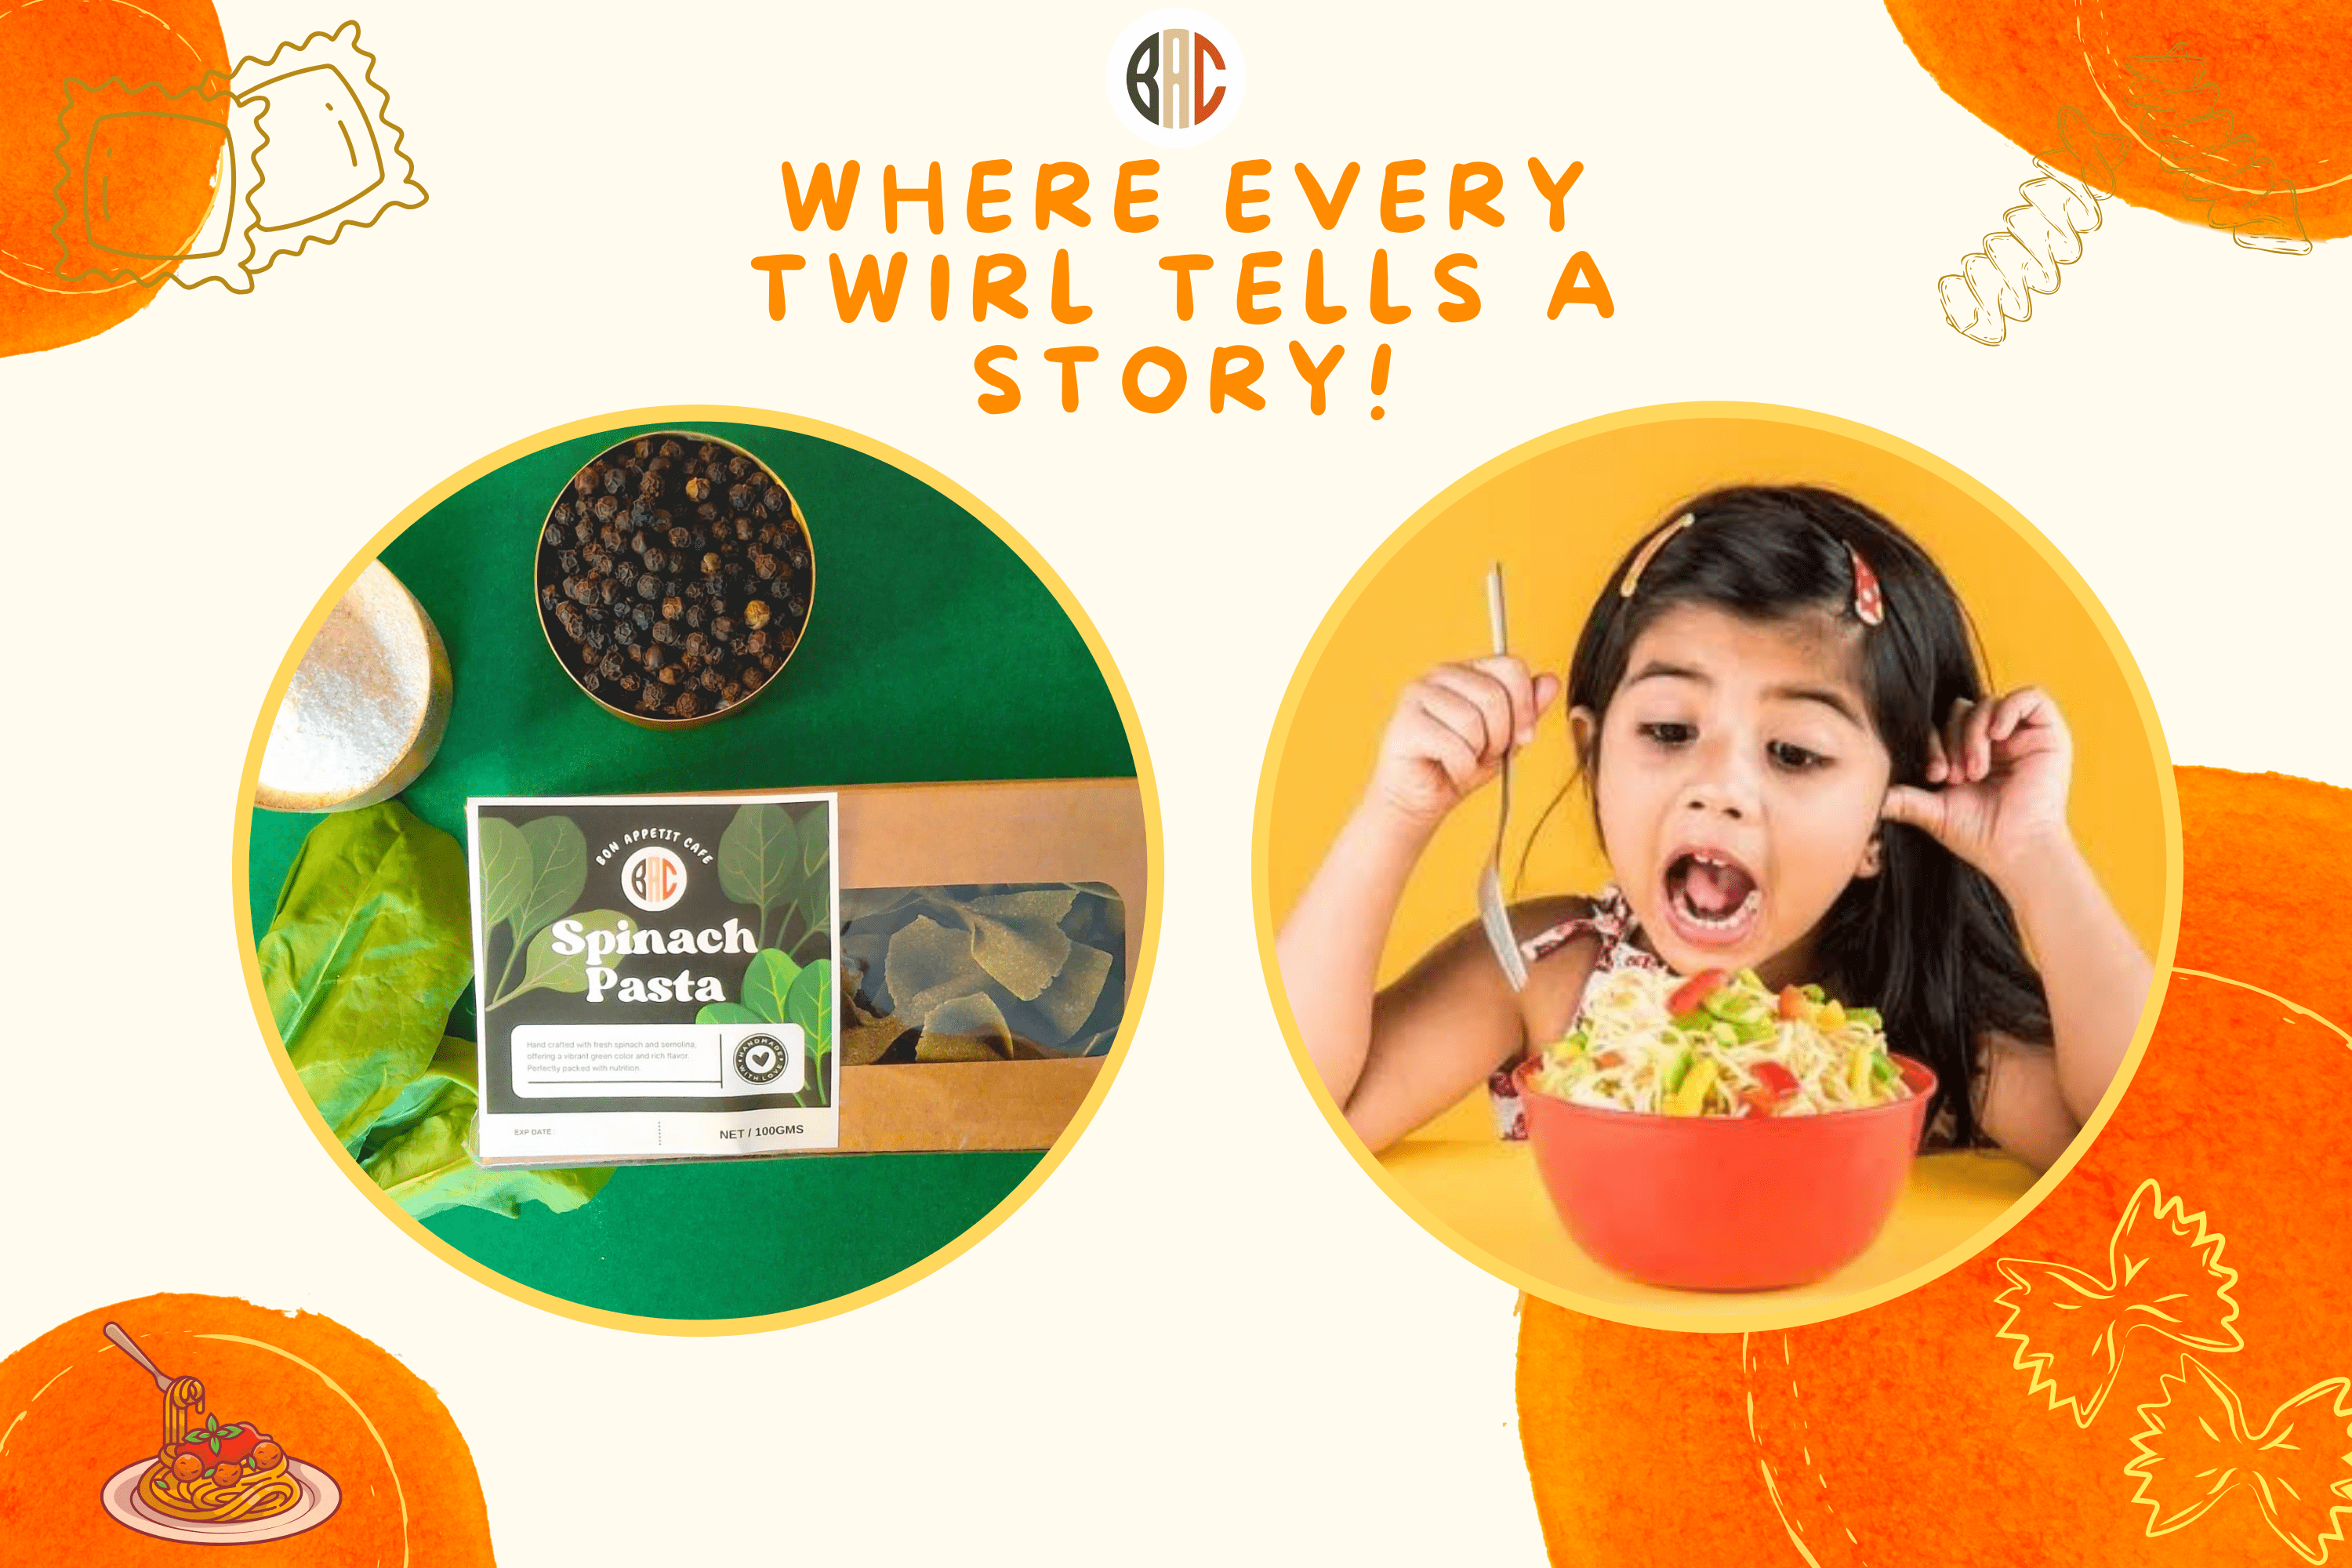 BAC
WHERE EVERY
TWIRL TELLS A
STORY!
BON APPETIT CAFE
BAC
Spinach
Pasta
Hand crafted with fresh spinach and semolina,
offering a vibrant green color and rich flavor.
Perfectly packed with nutrition.
HANDMADE
WITH LOVE
EXP DATE :
NET / 100GMS